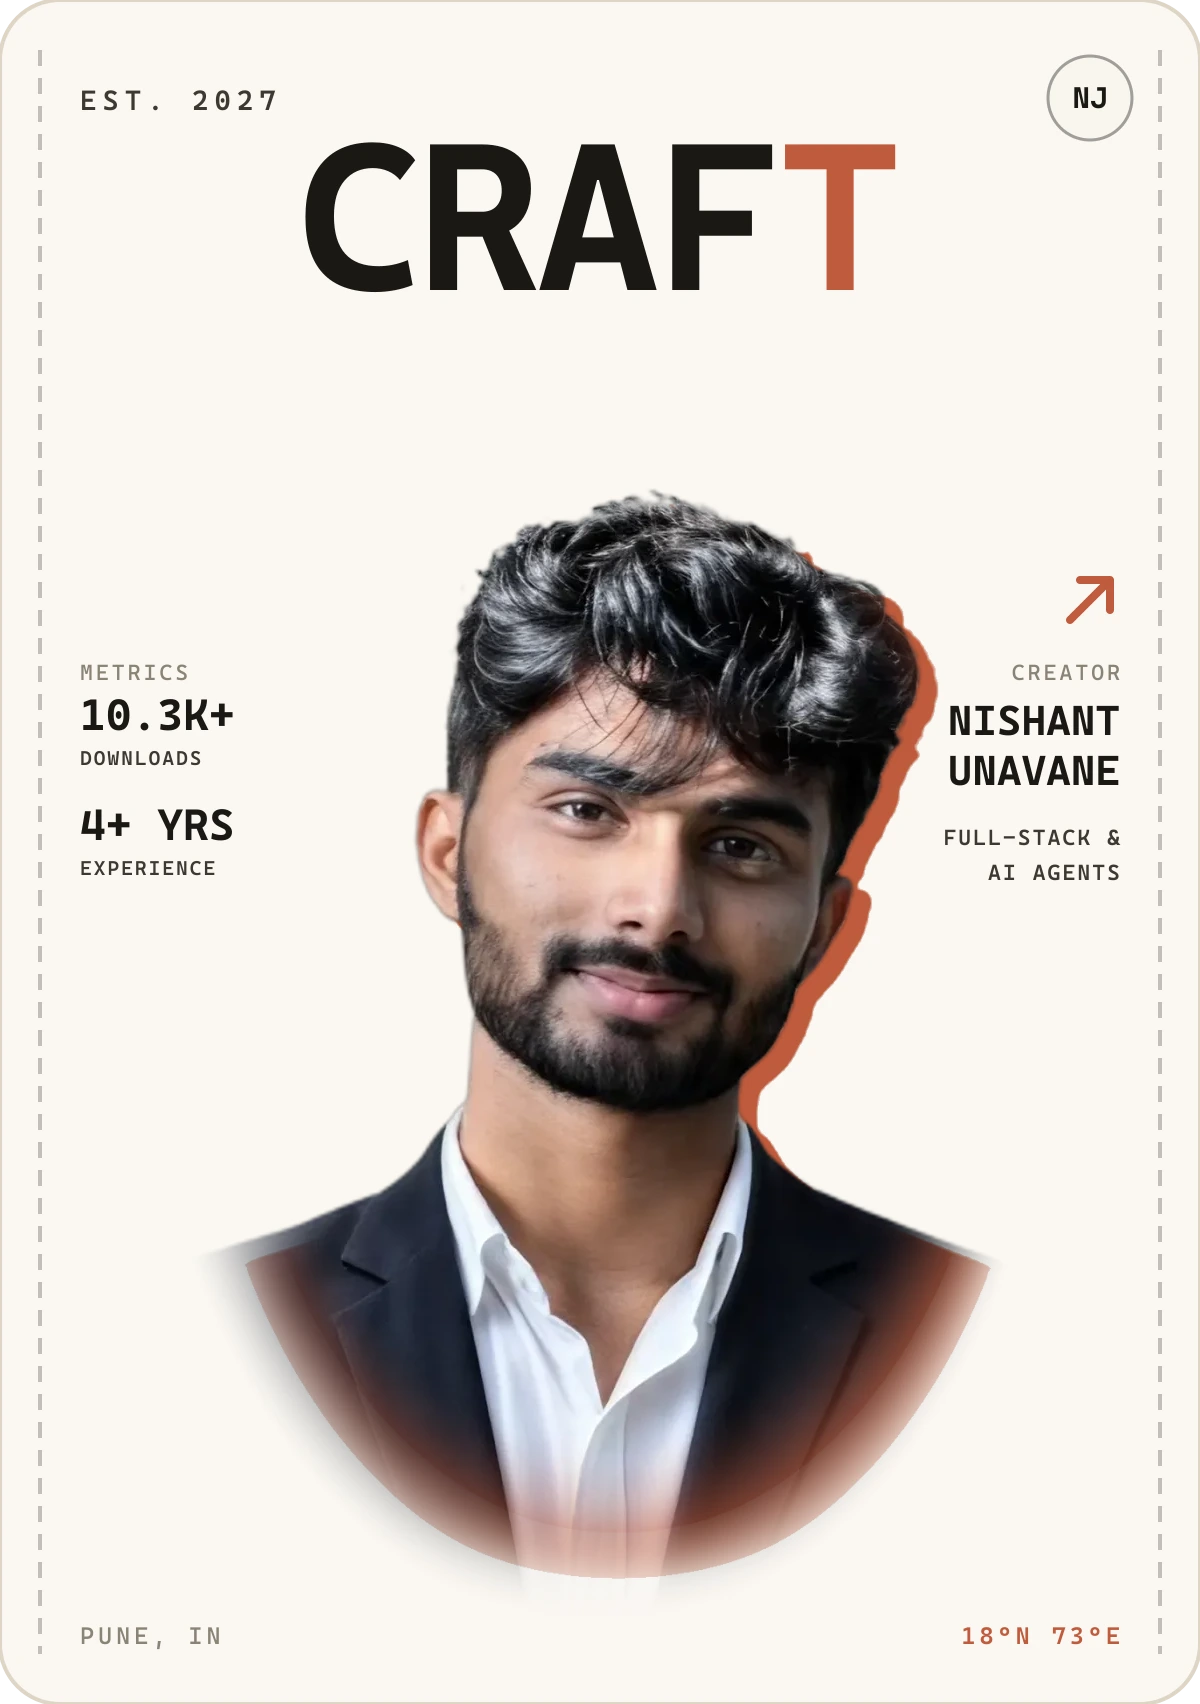 EST. 2027
NJ
CRAFT
METRICS
10.3K+
DOWNLOADS
4+ YRS
EXPERIENCE
CREATOR
NISHANT
UNAVANE
FULL-STACK &
AI AGENTS
PUNE, IN
18°N 73°E